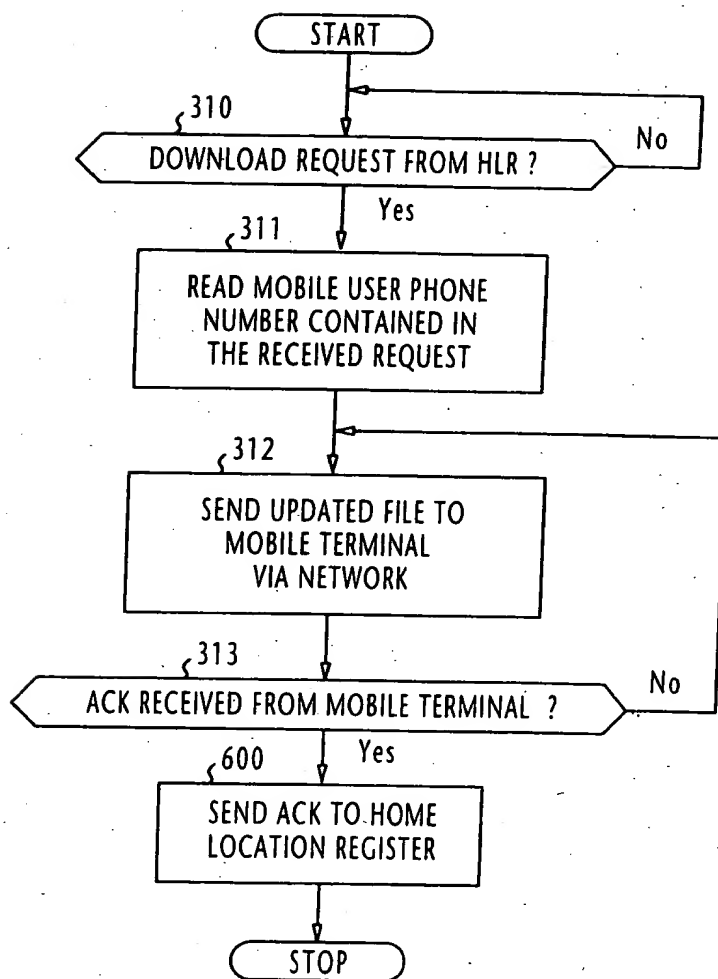 START
310
No
DOWNLOAD REQUEST FROM HLR ?
Yes
311
READ MOBILE USER PHONE
NUMBER CONTAINED IN
THE RECEIVED REQUEST
312
SEND UPDATED FILE TO
MOBILE TERMINAL
VIA NETWORK
313
No
ACK RECEIVED FROM MOBILE TERMINAL ?
Yes
600
SEND ACK TO HOME
LOCATION REGISTER
STOP